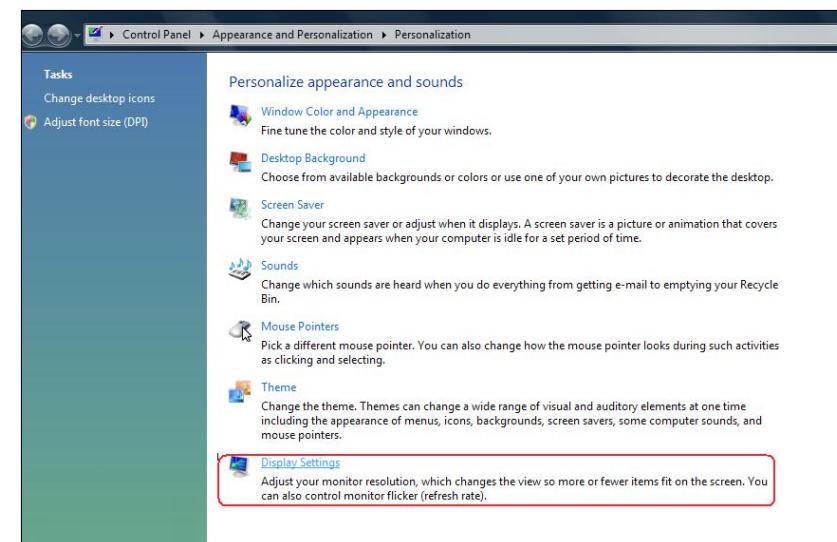 Control Panel ▸ Appearance and Personalization ▸ Personalization
Tasks
Change desktop icons
Adjust font size (DPI)
Personalize appearance and sounds
Window Color and Appearance
Fine tune the color and style of your windows.
Desktop Background
Choose from available backgrounds or colors or use one of your own pictures to decorate the desktop.
Screen Saver
Change your screen saver or adjust when it displays. A screen saver is a picture or animation that covers
your screen and appears when your computer is idle for a set period of time.
Sounds
Change which sounds are heard when you do everything from getting e-mail to emptying your Recycle
Bin.
Mouse Pointers
Pick a different mouse pointer. You can also change how the mouse pointer looks during such activities
as clicking and selecting.
Theme
Change the theme. Themes can change a wide range of visual and auditory elements at one time
including the appearance of menus, icons, backgrounds, screen savers, some computer sounds, and
mouse pointers.
Display Settings
Adjust your monitor resolution, which changes the view so more or fewer items fit on the screen. You
can also control monitor flicker (refresh rate).